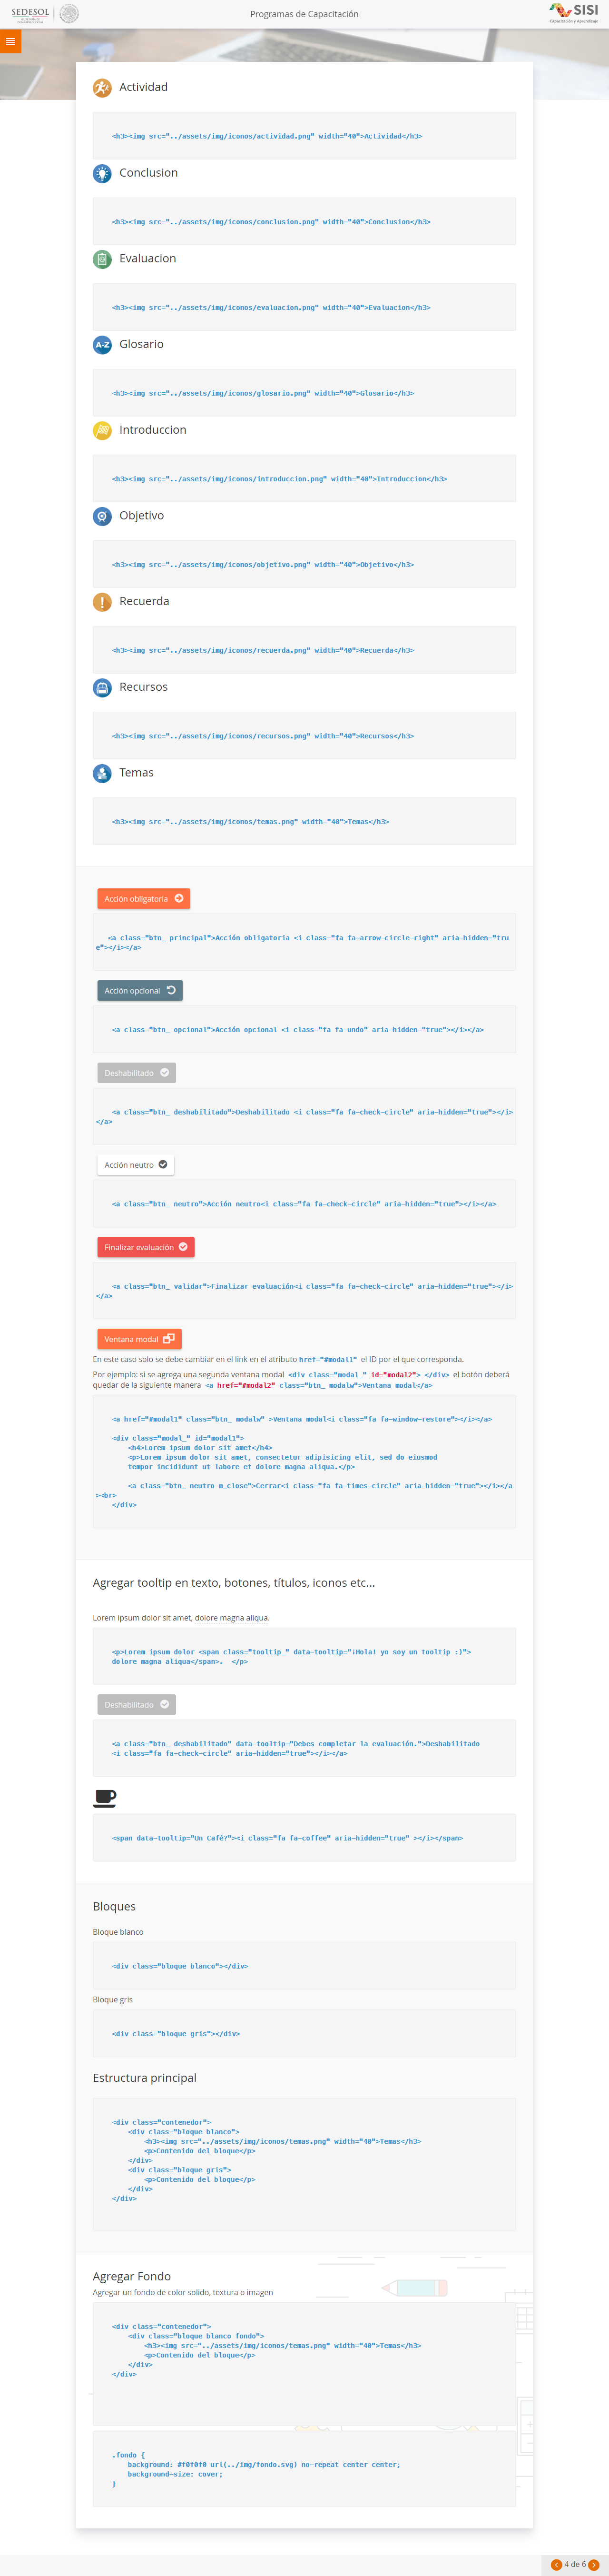 SEDESOL
Programas de Capacitación
SISI
Capacitación y Aprendizaje
Actividad
<h3><img src="../assets/img/iconos/actividad.png" width="40">Actividad</h3>
Conclusion
<h3><img src="../assets/img/iconos/conclusion.png" width="40">Conclusion</h3>
Evaluacion
<h3><img src="../assets/img/iconos/evaluacion.png" width="40">Evaluacion</h3>
A-Z Glosario
<h3><img src="../assets/img/iconos/glosario.png" width="40">Glosario</h3>
Introduccion
<h3><img src="../assets/img/iconos/introduccion.png" width="40">Introduccion</h3>
Objetivo
<h3><img src="../assets/img/iconos/objetivo.png" width="40">Objetivo</h3>
Recuerda
<h3><img src="../assets/img/iconos/recuerda.png" width="40">Recuerda</h3>
Recursos
<h3><img src="../assets/img/iconos/recursos.png" width="40">Recursos</h3>
Temas
<h3><img src="../assets/img/iconos/temas.png" width="40">Temas</h3>
Acción obligatoria
<a class="btn_ principal">Acción obligatoria <i class="fa fa-arrow-circle-right" aria-hidden="tru
e"></i></a>
Acción opcional
<a class="btn_ opcional">Acción opcional <i class="fa fa-undo" aria-hidden="true"></i></a>
Deshabilitado
<a class="btn_ deshabilitado">Deshabilitado <i class="fa fa-check-circle" aria-hidden="true"></i>
</a>
Acción neutro
<a class="btn_ neutro">Acción neutro<i class="fa fa-check-circle" aria-hidden="true"></i></a>
Finalizar evaluación
<a class="btn_ validar">Finalizar evaluación<i class="fa fa-check-circle" aria-hidden="true"></i>
</a>
Ventana modal
En este caso solo se debe cambiar en el link en el atributo href="#modal1" el ID por el que corresponda.
Por ejemplo: si se agrega una segunda ventana modal <div class="modal_" id="modal2"> </div> el botón deberá
quedar de la siguiente manera <a href="#modal2" class="btn_ modalw">Ventana modal</a>
<a href="#modal1" class="btn_ modalw" >Ventana modal<i class="fa fa-window-restore"></i></a>
<div class="modal_" id="modal1">
<h4>Lorem ipsum dolor sit amet</h4>
<p>Lorem ipsum dolor sit amet, consectetur adipisicing elit, sed do eiusmod
tempor incididunt ut labore et dolore magna aliqua.</p>
<a class="btn_ neutro m_close">Cerrar<i class="fa fa-times-circle" aria-hidden="true"></i></a
><br>
</div>
Agregar tooltip en texto, botones, títulos, iconos etc...
Lorem ipsum dolor sit amet, dolore magna aliqua.
<p>Lorem ipsum dolor <span class="tooltip_" data-tooltip="¡Hola! yo soy un tooltip :)">
dolore magna aliqua</span>.  </p>
Deshabilitado
<a class="btn_ deshabilitado" data-tooltip="Debes completar la evaluación.">Deshabilitado
<i class="fa fa-check-circle" aria-hidden="true"></i></a>
<span data-tooltip="Un Café?"><i class="fa fa-coffee" aria-hidden="true" ></i></span>
Bloques
Bloque blanco
<div class="bloque blanco"></div>
Bloque gris
<div class="bloque gris"></div>
Estructura principal
<div class="contenedor">
<div class="bloque blanco">
<h3><img src="../assets/img/iconos/temas.png" width="40">Temas</h3>
<p>Contenido del bloque</p>
</div>
<div class="bloque gris">
<p>Contenido del bloque</p>
</div>
</div>
Agregar Fondo
Agregar un fondo de color solido, textura o imagen
<div class="contenedor">
<div class="bloque blanco fondo">
<h3><img src="../assets/img/iconos/temas.png" width="40">Temas</h3>
<p>Contenido del bloque</p>
</div>
</div>
.fondo {
background: #f0f0f0 url(../img/fondo.svg) no-repeat center center;
background-size: cover;
}
4 de 6